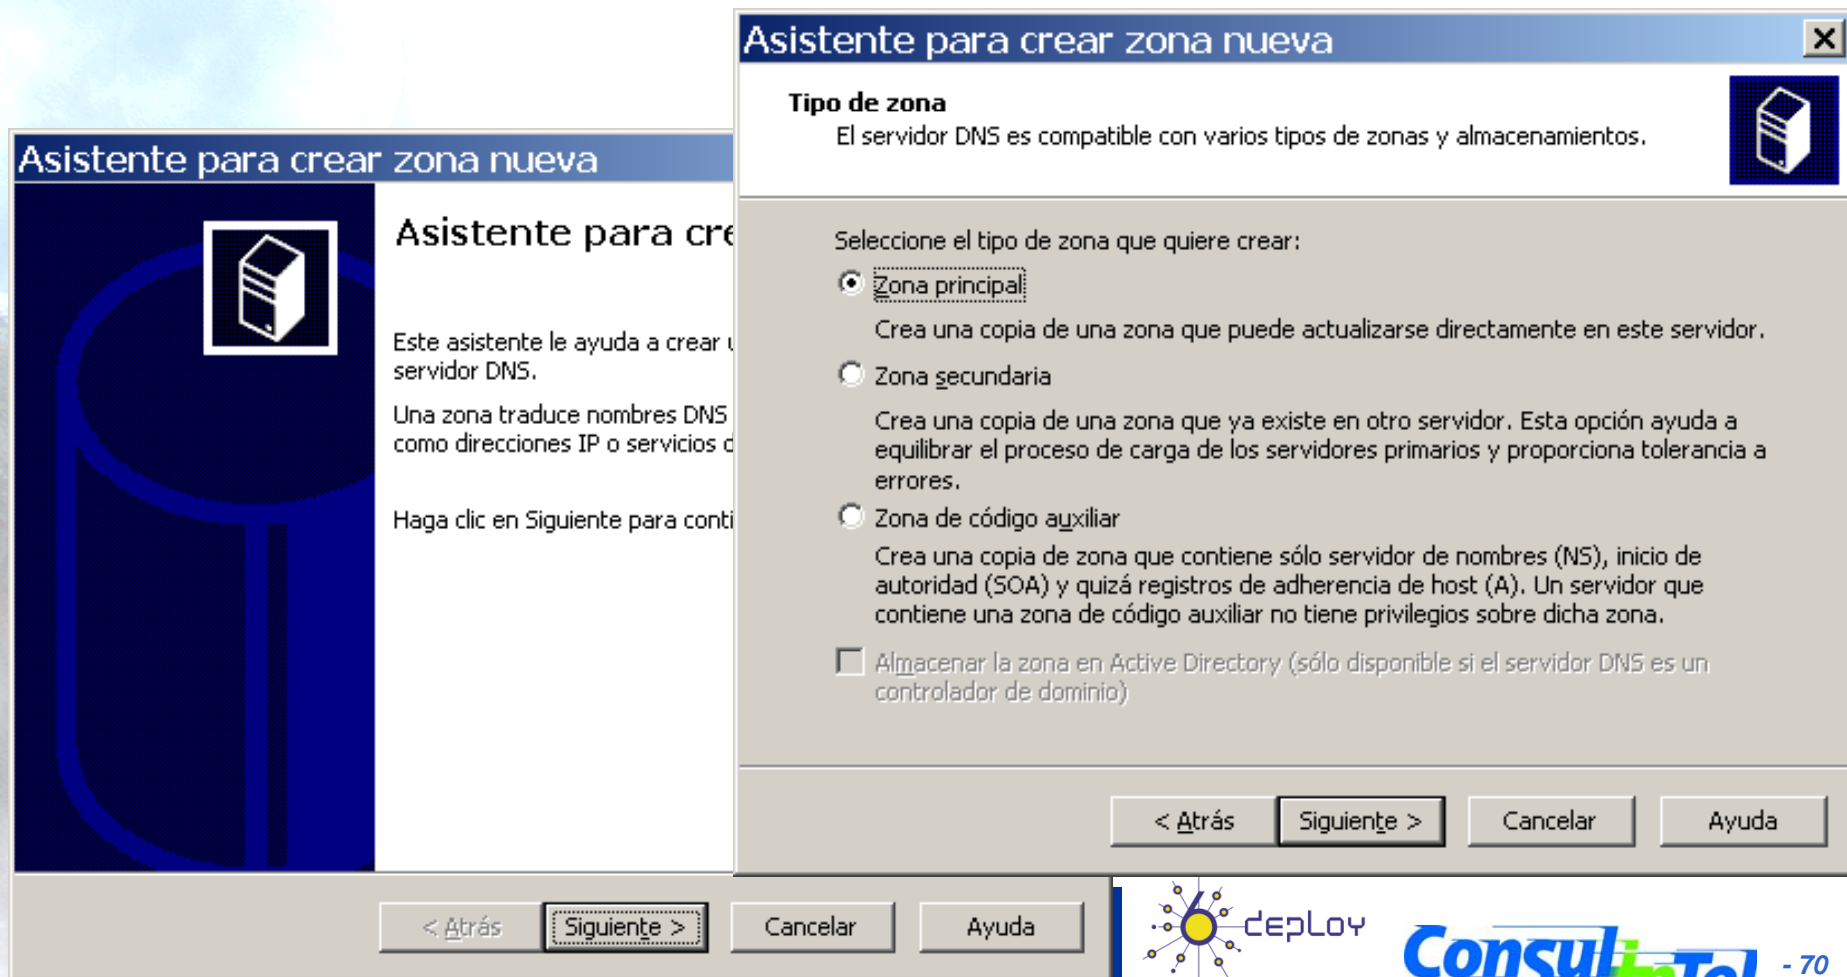 Asistente para crear zona nueva
Asistente para
Este asistente le ayuda a crear
servidor DNS.
Una zona traduce nombres DNS
como direcciones IP o servicios
Haga clic en Siguiente para
< Atrás
Siguiente >
Cancelar
Ayuda
Asistente para crear zona nueva
Tipo de zona
El servidor DNS es compatible con varios tipos de zonas y almacenamientos.
Seleccione el tipo de zona que quiere crear:
Zona principal
Crea una copia de una zona que puede actualizarse directamente en este servidor.
Zona secundaria
Crea una copia de una zona que ya existe en otro servidor. Esta opción ayuda a
equilibrar el proceso de carga de los servidores primarios y proporciona tolerancia a
errores.
Zona de código auxiliar
Crea una copia de zona que contiene sólo servidor de nombres (NS), inicio de
autoridad (SOA) y quizá registros de adherencia de host (A). Un servidor que
contiene una zona de código auxiliar no tiene privilegios sobre dicha zona.
Almacenar la zona en Active Directory (sólo disponible si el servidor DNS es un
controlador de dominio)
< Atrás
Siguiente >
Cancelar
Ayuda
6deploy
ConsulinTel
- 70